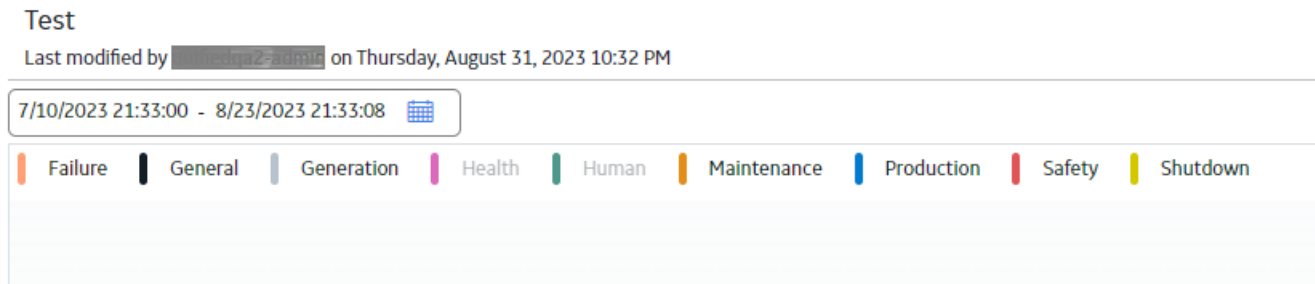 Test
Last modified by on Thursday, August 31, 2023 10:32 PM
7/10/2023 21:33:00 - 8/23/2023 21:33:08
Failure General Generation Health Human Maintenance Production Safety Shutdown